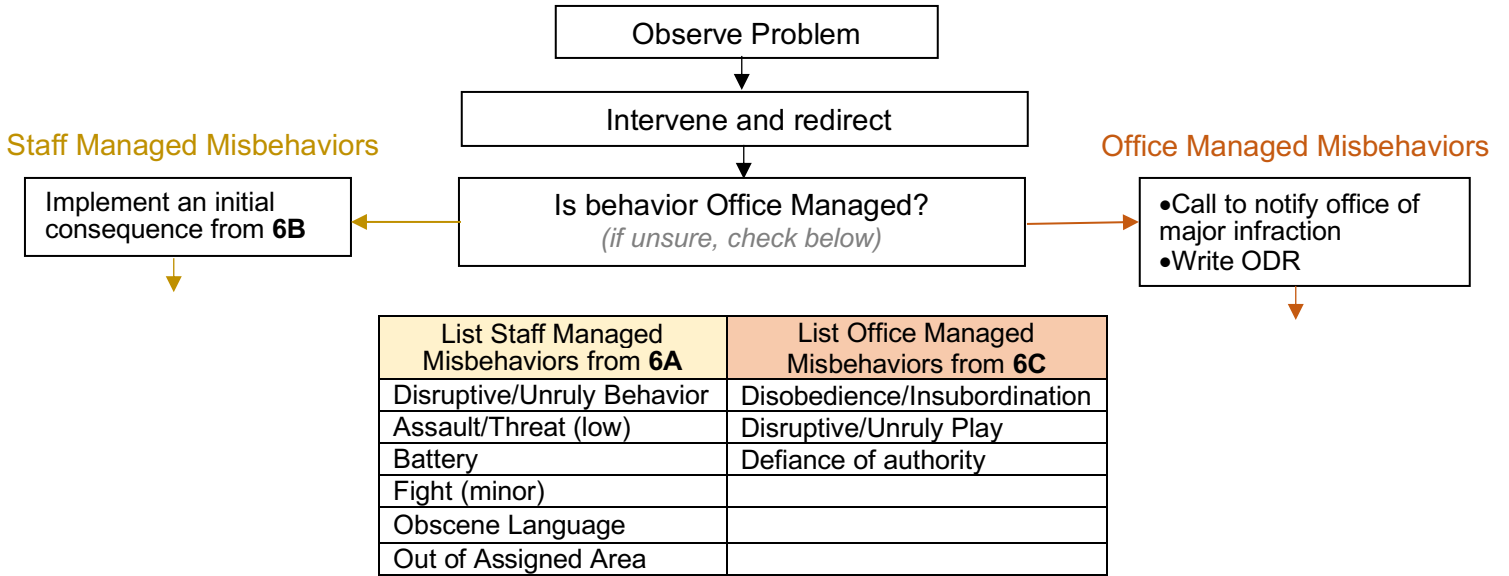 Observe Problem
Intervene and redirect
Staff Managed Misbehaviors
Office Managed Misbehaviors
Implement an initial
consequence from 6B
Is behavior Office Managed?
(if unsure, check below)
•Call to notify office of
major infraction
•Write ODR
List Staff Managed
Misbehaviors from 6A
List Office Managed
Misbehaviors from 6C
Disruptive/Unruly Behavior
Disobedience/Insubordination
Assault/Threat (low)
Disruptive/Unruly Play
Battery
Defiance of authority
Fight (minor)
Obscene Language
Out of Assigned Area